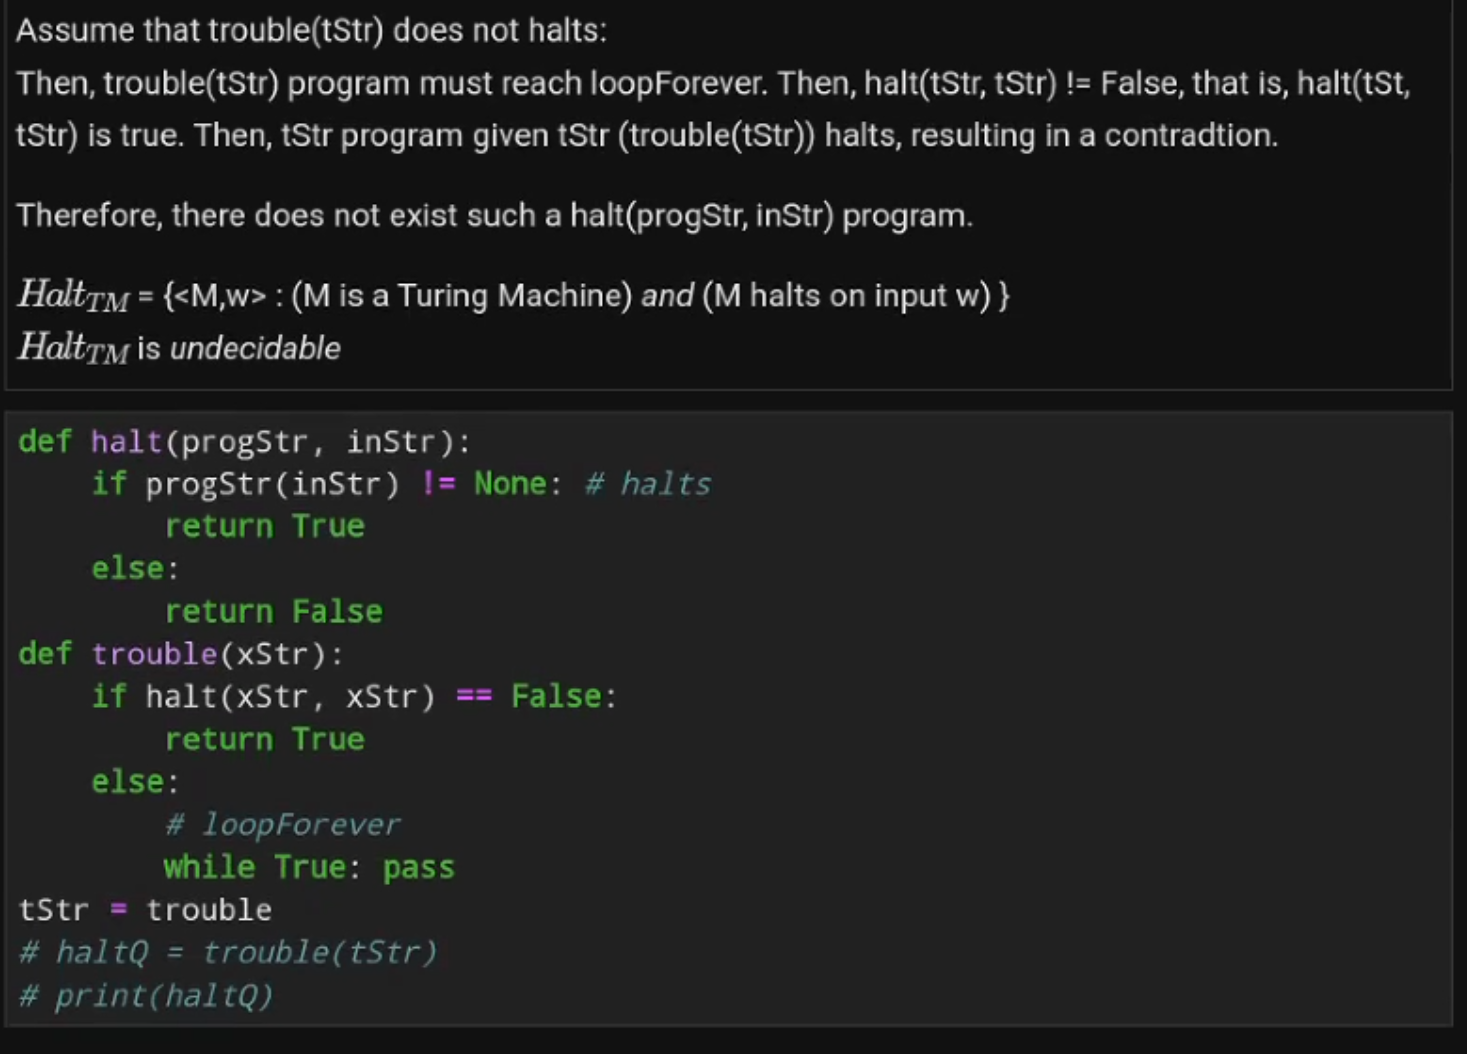 Assume that trouble(tStr) does not halts:
Then, trouble(tStr) program must reach loopForever. Then, halt(tStr, tStr) != False, that is, halt(tSt,
tStr) is true. Then, tStr program given tStr (trouble(tStr)) halts, resulting in a contradtion.
Therefore, there does not exist such a halt(progStr, inStr) program.
Halt_TM = {<M,w> : (M is a Turing Machine) and (M halts on input w) }
Halt_TM is undecidable
def halt(progStr, inStr):
    if progStr(inStr) != None: # halts
        return True
    else:
        return False
def trouble(xStr):
    if halt(xStr, xStr) == False:
        return True
    else:
        # loopForever
        while True: pass
tStr = trouble
# haltQ = trouble(tStr)
# print(haltQ)